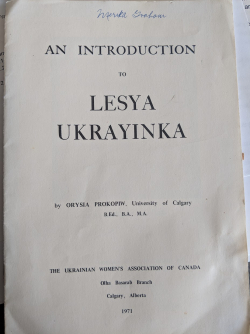 Graham
AN INTRODUCTION
TO
LESYA
UKRAYINKA
by ORYSIA PROKOPIW, University of Calgary
B.Ed., B.A., M.A.
THE UKRAINIAN WOMEN'S ASSOCIATION OF CANADA
Olha Basarab Branch
Calgary, Alberta
1971